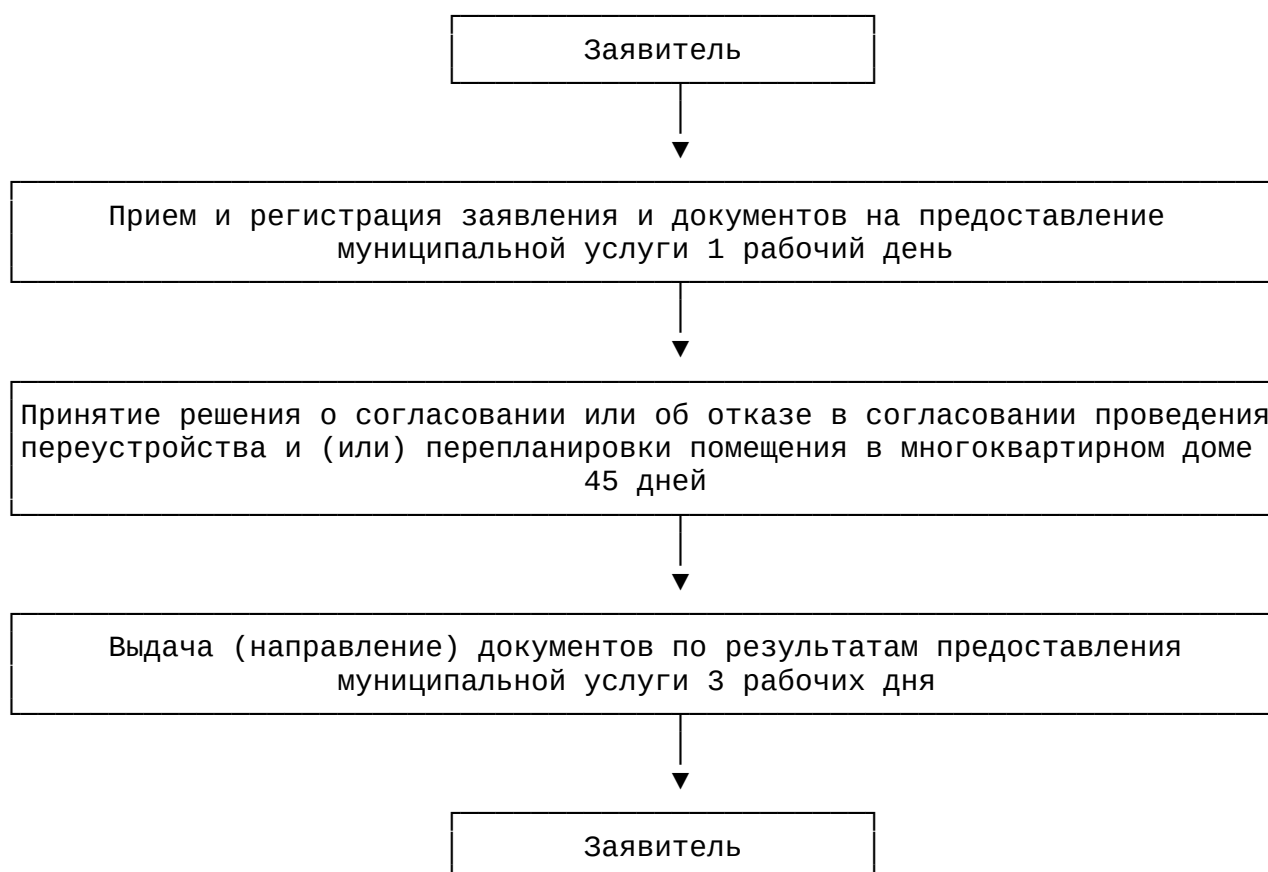 Заявитель
Прием и регистрация заявления и документов на предоставление
муниципальной услуги 1 рабочий день
Принятие решения о согласовании или об отказе в согласовании проведения
переустройства и (или) перепланировки помещения в многоквартирном доме
45 дней
Выдача (направление) документов по результатам предоставления
муниципальной услуги 3 рабочих дня
Заявитель